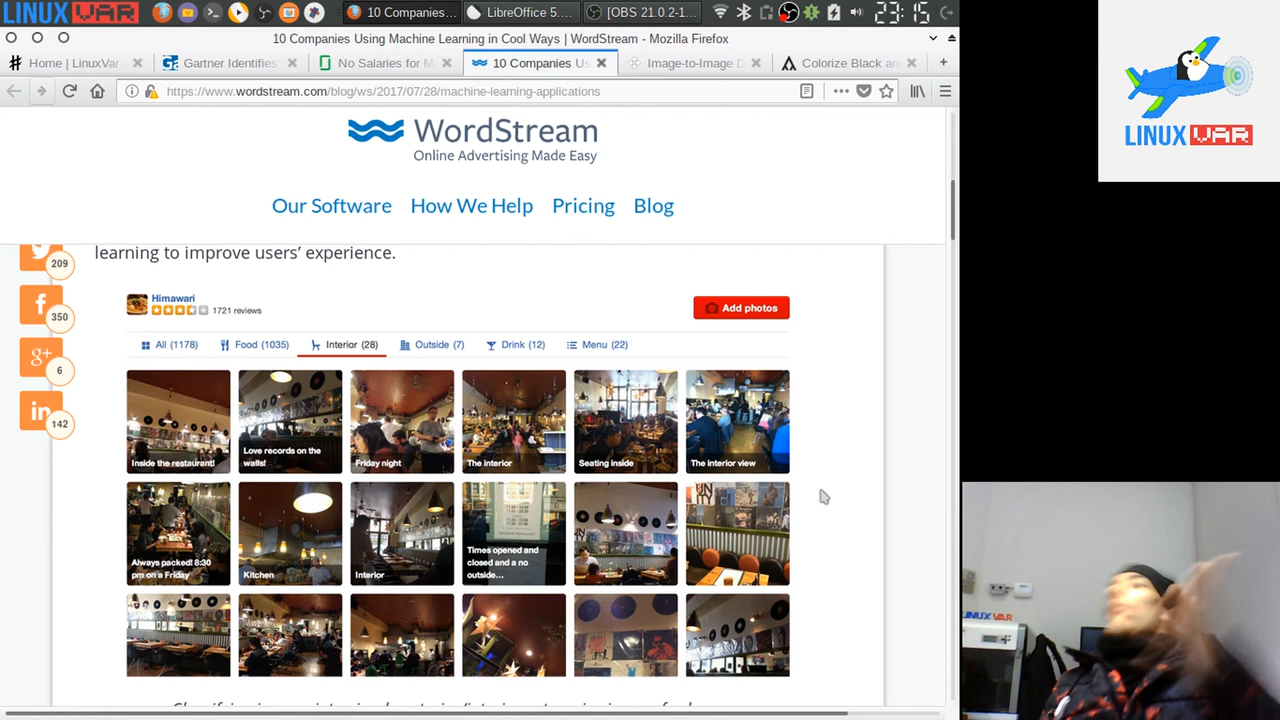 LINUX VAR
10 Companies...
LibreOffice 5....
[OBS 21.0.2-1...
23:15
10 Companies Using Machine Learning in Cool Ways | WordStream - Mozilla Firefox
Home | LinuxVar
Gartner Identifies
No Salaries for M
10 Companies Us
Image-to-Image D
Colorize Black an
https://www.wordstream.com/blog/ws/2017/07/28/machine-learning-applications
WordStream
Online Advertising Made Easy
Our Software How We Help Pricing Blog
learning to improve users’ experience.
209
350
g+
6
in
142
Himawari
1721 reviews
Add photos
All (1178) Food (1035) Interior (28) Outside (7) Drink (12) Menu (22)
Inside the restaurant!
Love records on the
walls!
Friday night
The interior
Seating inside
The interior view
Always packed! 8:30
pm on a Friday
Kitchen
Interior
Times opened and
closed and a no
outside...
LINUX VAR
LINUX VAR